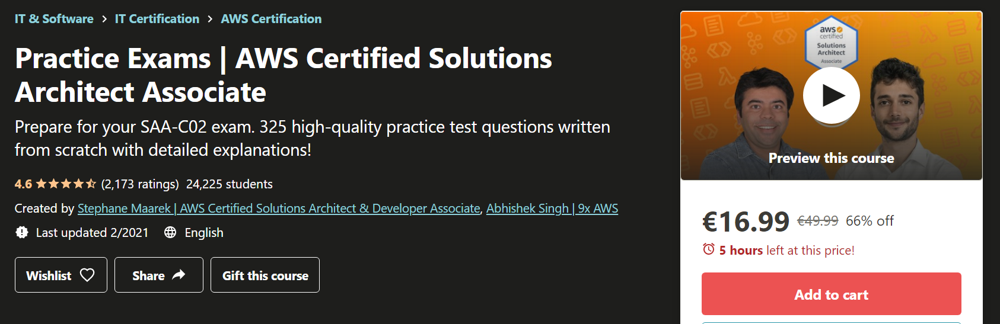 IT & Software > IT Certification > AWS Certification
Practice Exams | AWS Certified Solutions
Architect Associate
Prepare for your SAA-C02 exam. 325 high-quality practice test questions written
from scratch with detailed explanations!
4.6 (2,173 ratings) 24,225 students
Created by Stephane Maarek | AWS Certified Solutions Architect & Developer Associate, Abhishek Singh | 9x AWS
Last updated 2/2021 English
Wishlist Share Gift this course
aws
certified
Solutions
Architect
Associate
Preview this course
€16.99 €49.99 66% off
5 hours left at this price!
Add to cart